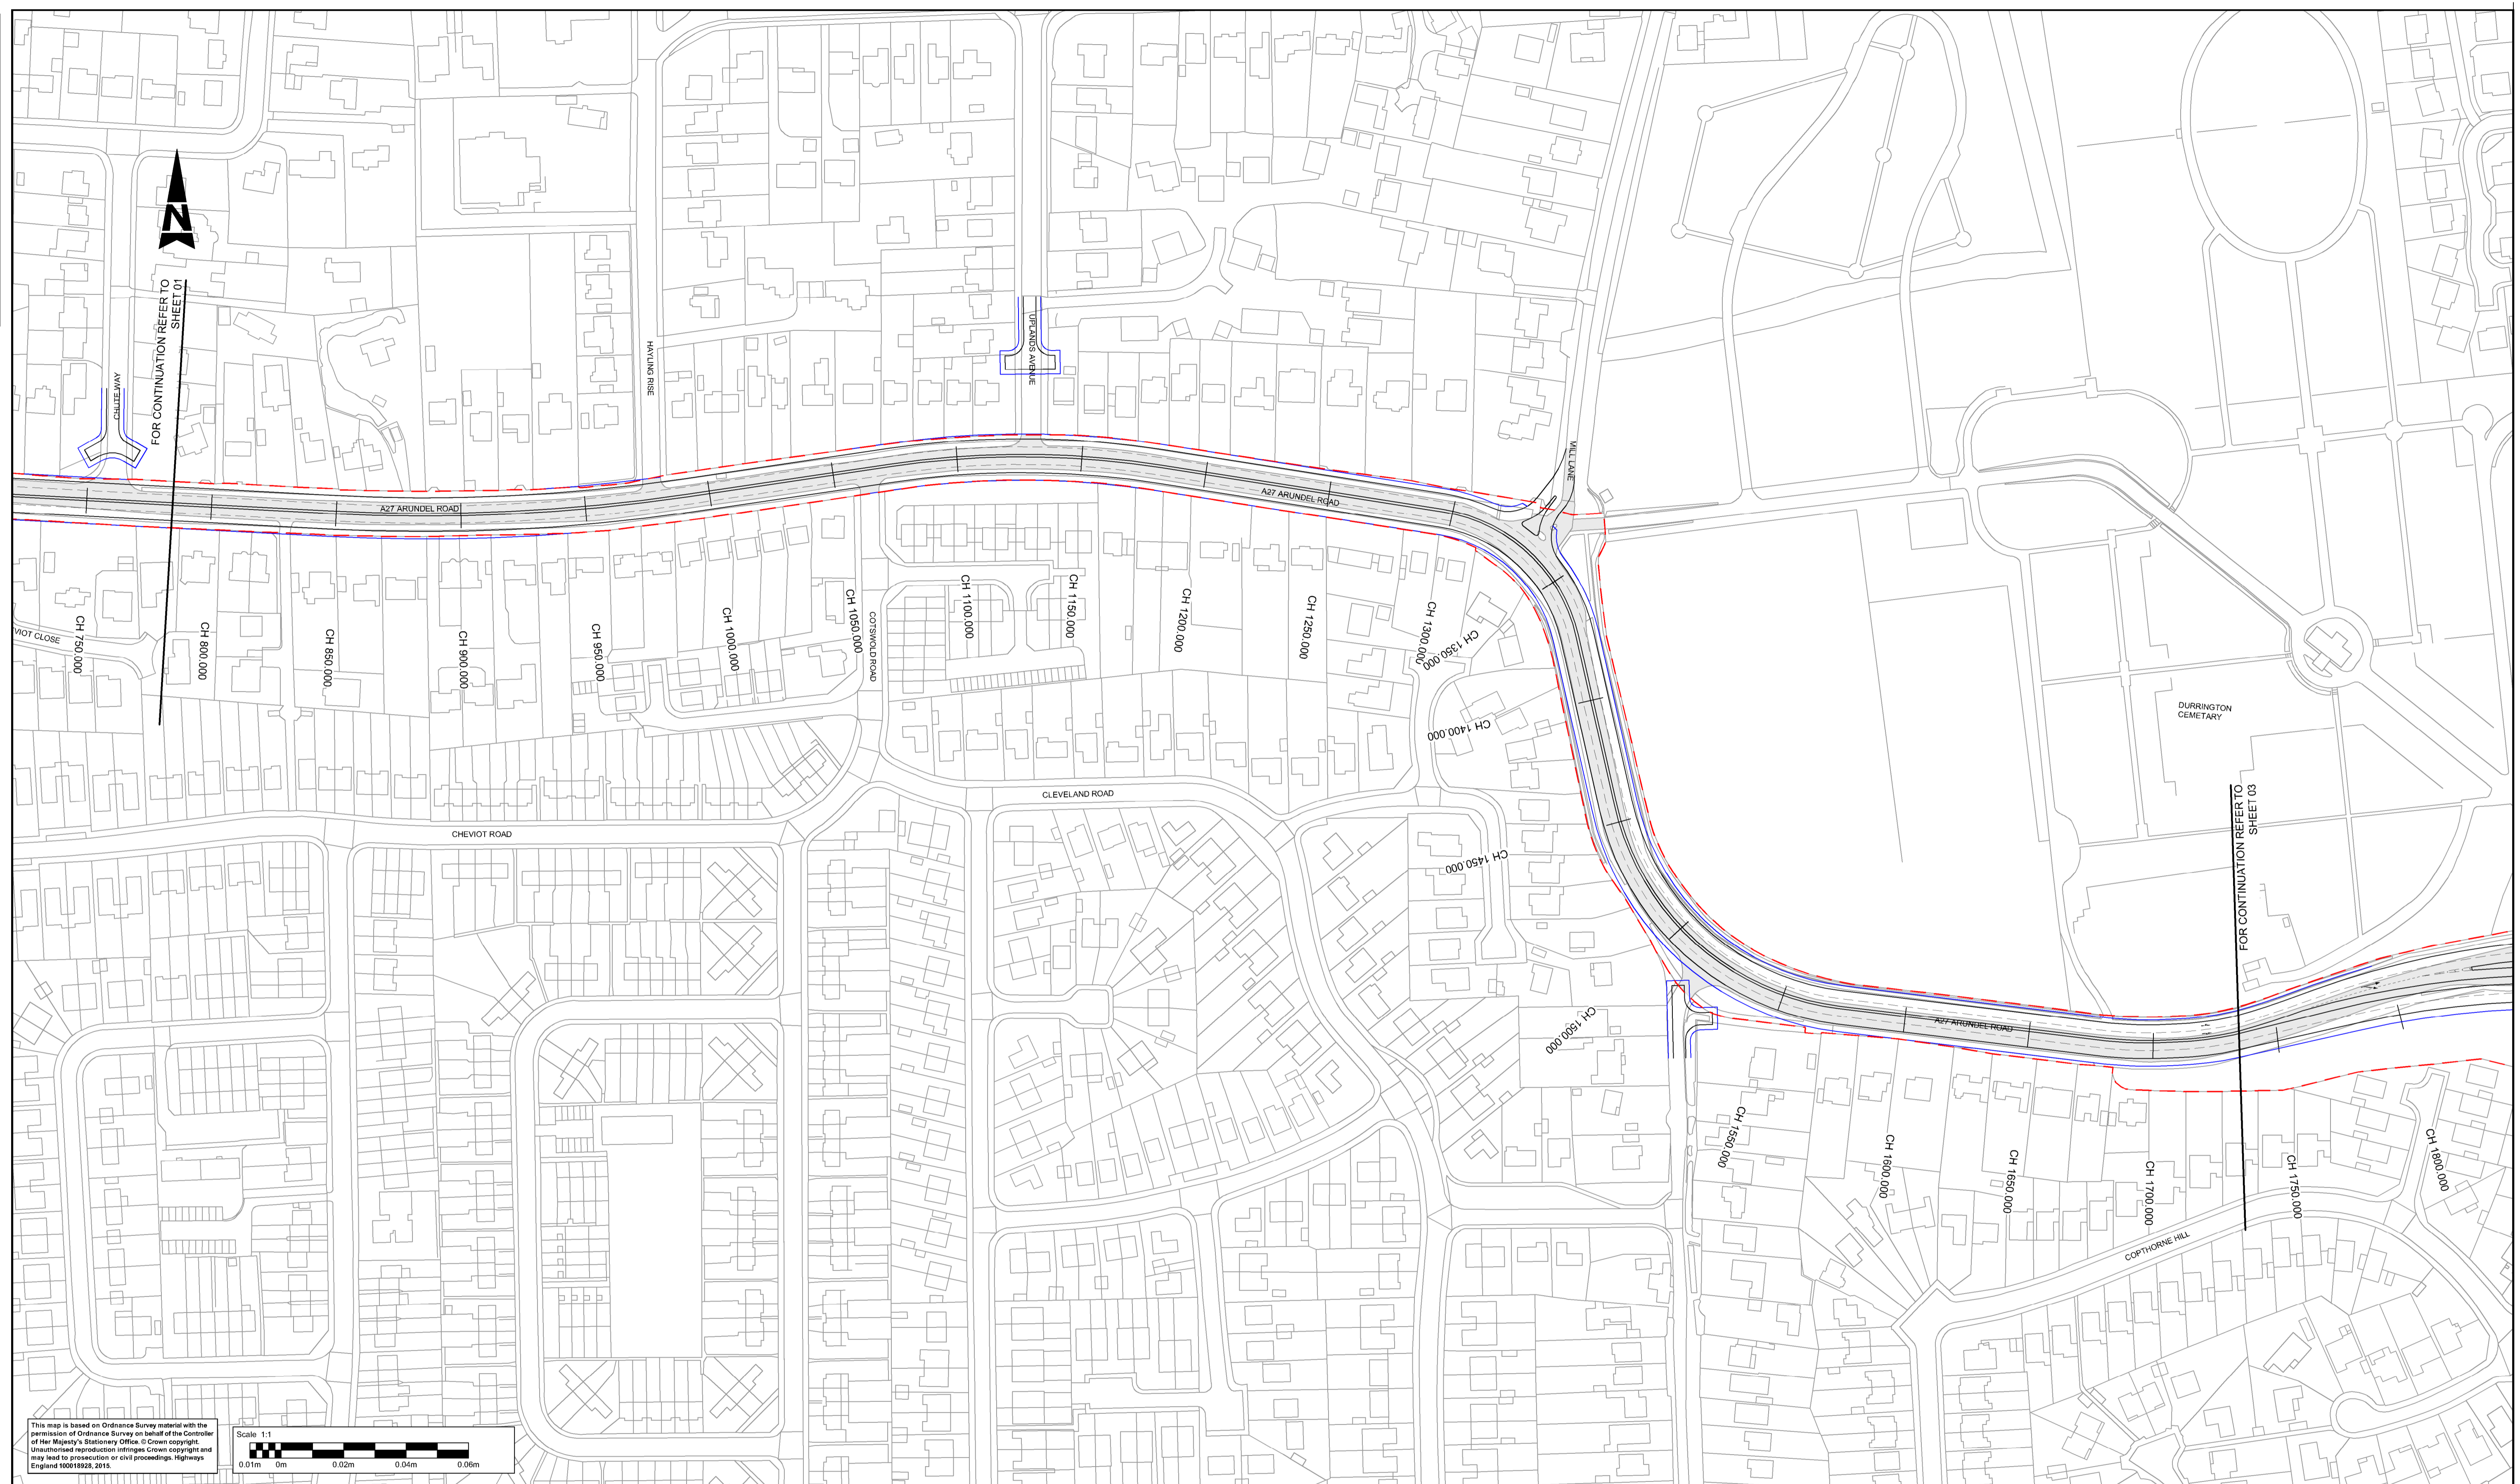 N
FOR CONTINUATION REFER TO
SHEET 01
CHUTE WAY
HAYLING RISE
UPLANDS AVENUE
MILL LANE
A27 ARUNDEL ROAD
A27 ARUNDEL ROAD
VIOT CLOSE
CH 750.000
CH 800.000
CH 850.000
CH 900.000
CH 950.000
CH 1000.000
CH 1050.000
COTSWOLD ROAD
CH 1100.000
CH 1150.000
CH 1200.000
CH 1250.000
CH 1300.000
CH 1350.000
CH 1400.000
CH 1450.000
CH 1500.000
CH 1550.000
CH 1600.000
CH 1650.000
CH 1700.000
CH 1750.000
CH 1800.000
DURRINGTON
CEMETARY
CLEVELAND ROAD
CHEVIOT ROAD
FOR CONTINUATION REFER TO
SHEET 03
A27 ARUNDEL ROAD
COPTHORNE HILL
This map is based on Ordnance Survey material with the
permission of Ordnance Survey on behalf of the Controller
of Her Majesty's Stationery Office. © Crown copyright.
Unauthorised reproduction infringes Crown copyright and
may lead to prosecution or civil proceedings. Highways
England 100018928, 2015.
Scale 1:1
0.01m 0m 0.02m 0.04m 0.06m